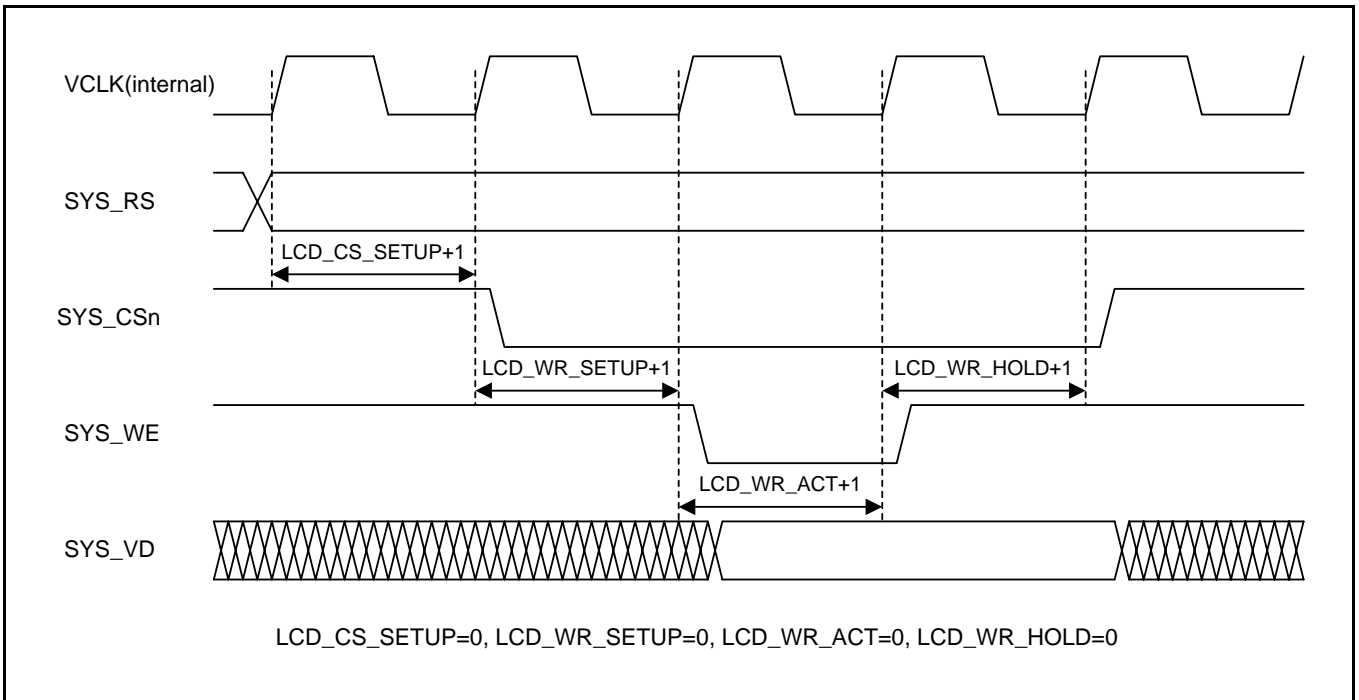 VCLK(internal)
SYS_RS
LCD_CS_SETUP+1
SYS_CSn
LCD_WR_SETUP+1
LCD_WR_HOLD+1
SYS_WE
LCD_WR_ACT+1
SYS_VD
LCD_CS_SETUP=0, LCD_WR_SETUP=0, LCD_WR_ACT=0, LCD_WR_HOLD=0